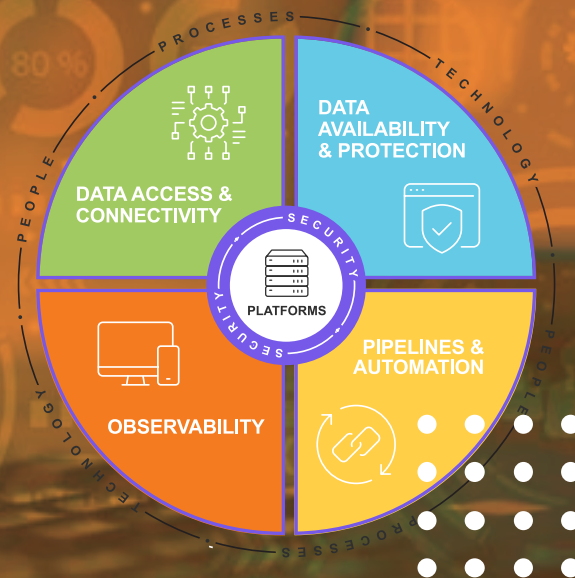 80 %
PROCESSES
TECHNOLOGY
PEOPLE
DATA
AVAILABILITY
& PROTECTION
DATA ACCESS &
CONNECTIVITY
SECURITY
PLATFORMS
SECURITY
PIPELINES &
AUTOMATION
OBSERVABILITY
PEOPLE
TECHNOLOGY
PROCESSES